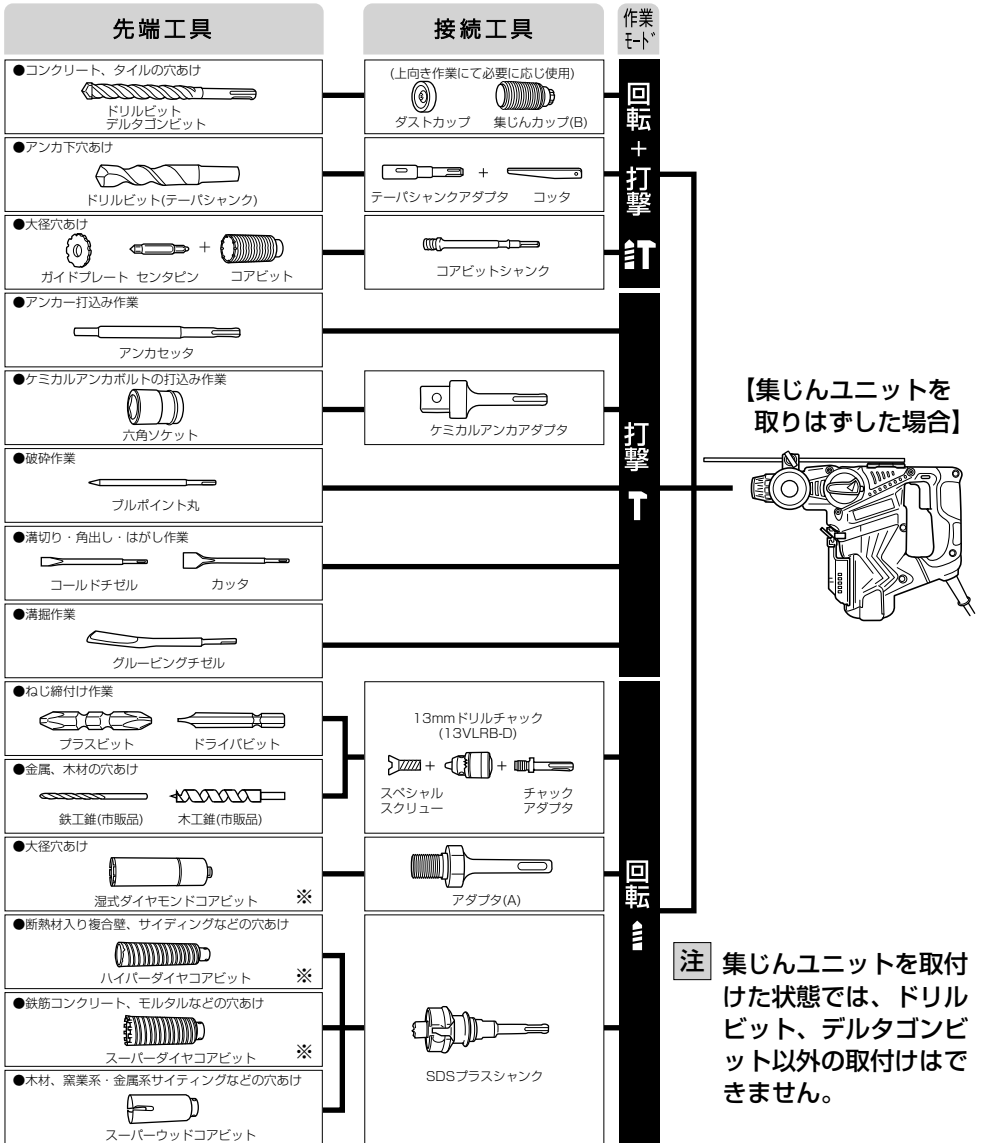 先端工具
接続工具
作業
モード
●コンクリート、タイルの穴あけ
ドリルビット
デルタゴンビット
(上向き作業にて必要に応じ使用)
ダストカップ 集じんカップ(B)
●アンカ下穴あけ
ドリルビット(テーパシャンク)
+
テーパシャンクアダプタ コッタ
●大径穴あけ
+
ガイドプレート センタピン コアビット
コアビットシャンク
回転+打撃
●アンカー打込み作業
アンカセッタ
●ケミカルアンカボルトの打込み作業
六角ソケット
ケミカルアンカアダプタ
●破砕作業
ブルポイント丸
●溝切り・角出し・はがし作業
コールドチゼル カッタ
●溝掘作業
グルービングチゼル
打撃
●ねじ締付け作業
プラスビット ドライバビット
●金属、木材の穴あけ
鉄工錐(市販品) 木工錐(市販品)
13mmドリルチャック
(13VLRB-D)
+ +
スペシャル チャック
スクリュー アダプタ
●大径穴あけ
湿式ダイヤモンドコアビット ※
アダプタ(A)
●断熱材入り複合壁、サイディングなどの穴あけ
ハイパーダイヤコアビット ※
●鉄筋コンクリート、モルタルなどの穴あけ
スーパーダイヤコアビット ※
●木材、窯業系・金属系サイティングなどの穴あけ
スーパーウッドコアビット
SDSプラスシャンク
回転
【集じんユニットを
取りはずした場合】
注 集じんユニットを取付
けた状態では、ドリル
ビット、デルタゴンビ
ット以外の取付けはで
きません。